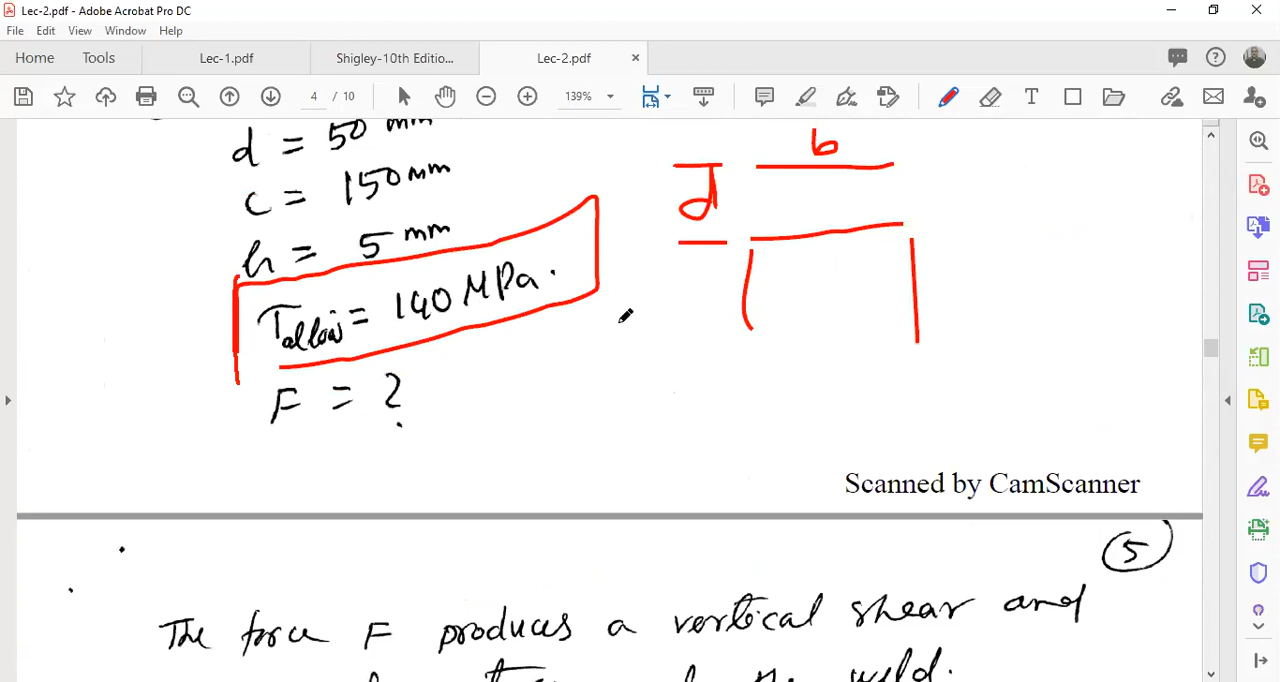 Lec-2.pdf - Adobe Acrobat Pro DC
File Edit View Window Help
Home Tools Lec-1.pdf Shigley-10th Editio... Lec-2.pdf
4 / 10 139%
d = 50 mm
c = 150 mm
h = 5 mm
τallow = 140 MPa.
F = ?
b
d
Scanned by CamScanner
5
The force F produces a vertical shear and
the weld.